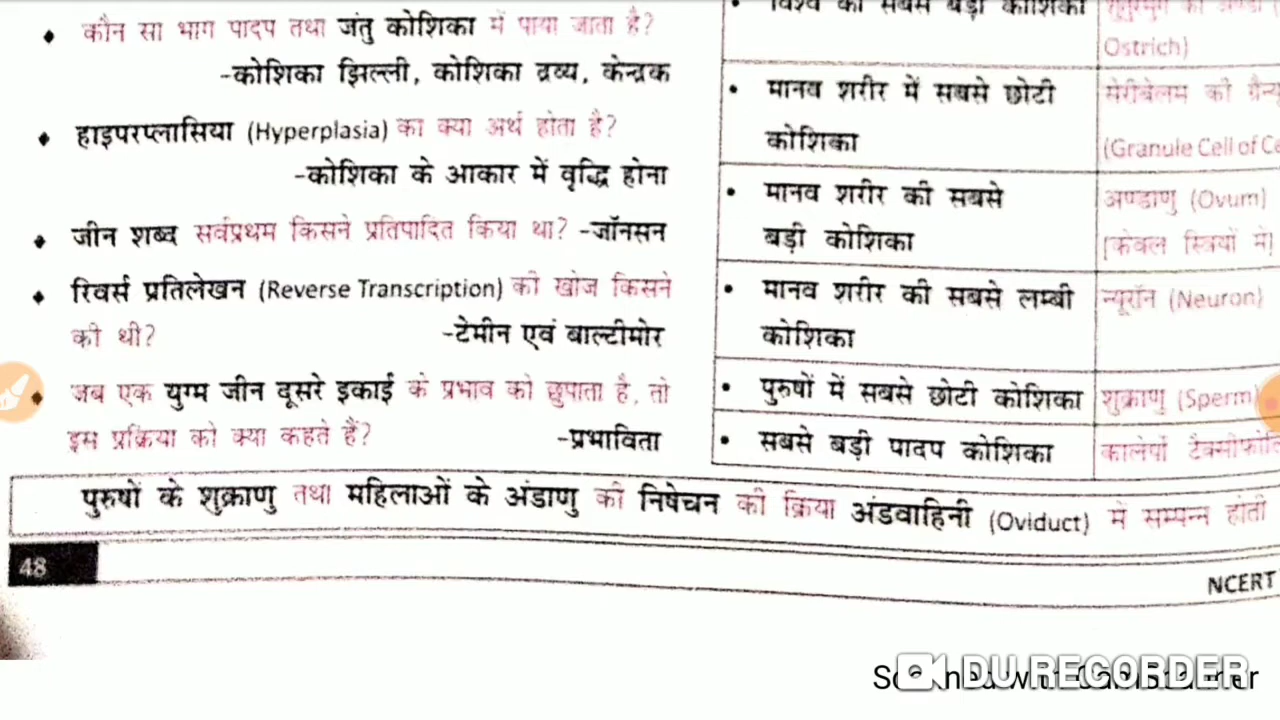 कौन सा भाग पादप तथा जंतु कोशिका में पाया जाता है?
-कोशिका झिल्ली, कोशिका द्रव्य, केन्द्रक
हाइपरप्लासिया (Hyperplasia) का क्या अर्थ होता है?
-कोशिका के आकार में वृद्धि होना
जीन शब्द सर्वप्रथम किसने प्रतिपादित किया था? -जॉनसन
रिवर्स प्रतिलेखन (Reverse Transcription) की खोज किसने
की थी? -टेमीन एवं बाल्टीमोर
जब एक युग्म जीन दूसरे इकाई के प्रभाव को छुपाता है, तो
इस प्रक्रिया को क्या कहते हैं? -प्रभाविता
विश्व की सबसे बड़ी कोशिका
Ostrich)
मानव शरीर में सबसे छोटी सेरीबेलम की
कोशिका (Granule Cell of
मानव शरीर की सबसे अण्डाणु (Ovum)
बड़ी कोशिका [केवल स्त्रियों में]
मानव शरीर की सबसे लम्बी न्यूरॉन (Neuron)
कोशिका
पुरुषों में सबसे छोटी कोशिका शुक्राणु (Sperm)
सबसे बड़ी पादप कोशिका
पुरुषों के शुक्राणु तथा महिलाओं के अंडाणु की निषेचन की क्रिया अंडवाहिनी (Oviduct) में सम्पन्न होती
48
NCERT
DU RECORDER